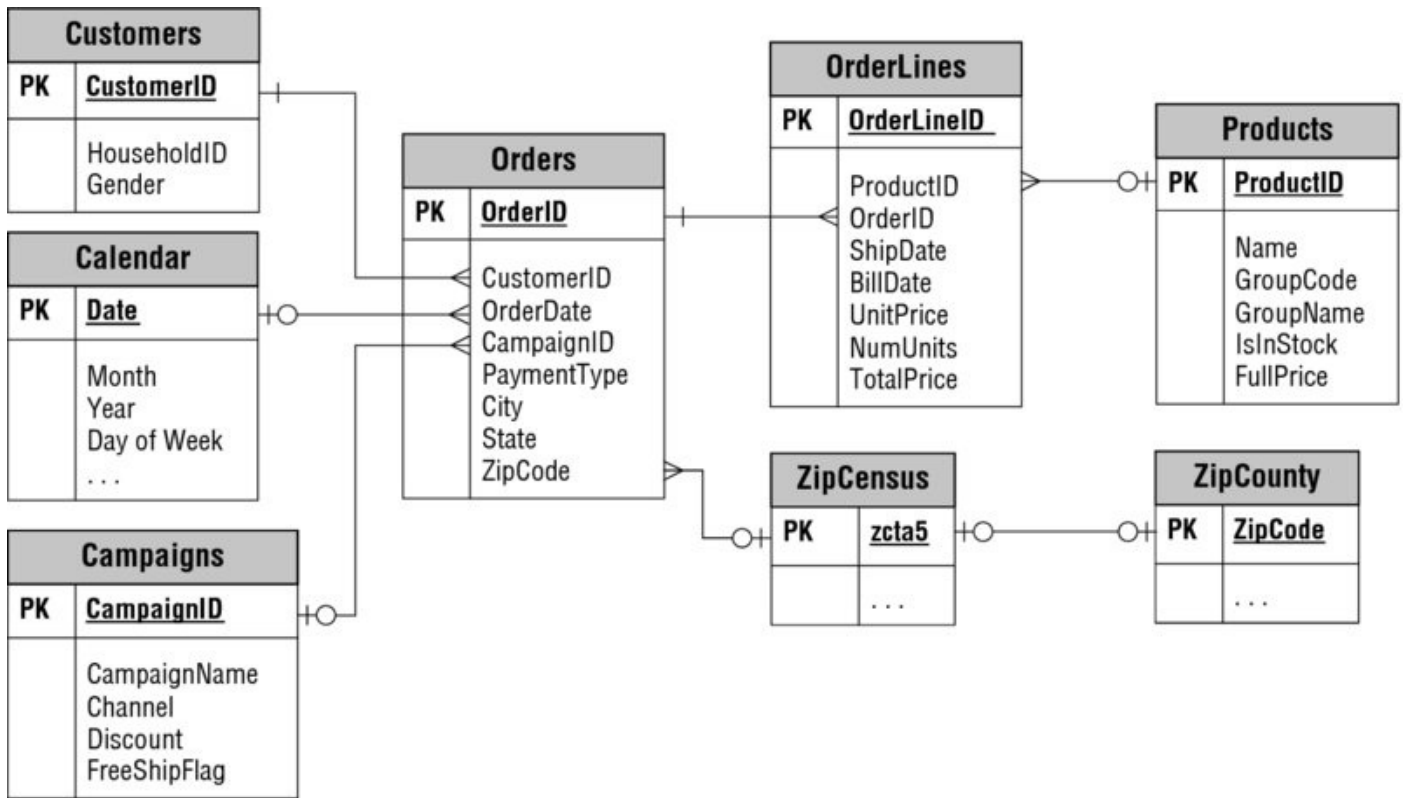 Customers
PK CustomerID
HouseholdID
Gender
Calendar
PK Date
Month
Year
Day of Week
. . .
Campaigns
PK CampaignID
CampaignName
Channel
Discount
FreeShipFlag
Orders
PK OrderID
CustomerID
OrderDate
CampaignID
PaymentType
City
State
ZipCode
OrderLines
PK OrderLineID
ProductID
OrderID
ShipDate
BillDate
UnitPrice
NumUnits
TotalPrice
Products
PK ProductID
Name
GroupCode
GroupName
IsInStock
FullPrice
ZipCensus
PK zcta5
. . .
ZipCounty
PK ZipCode
. . .